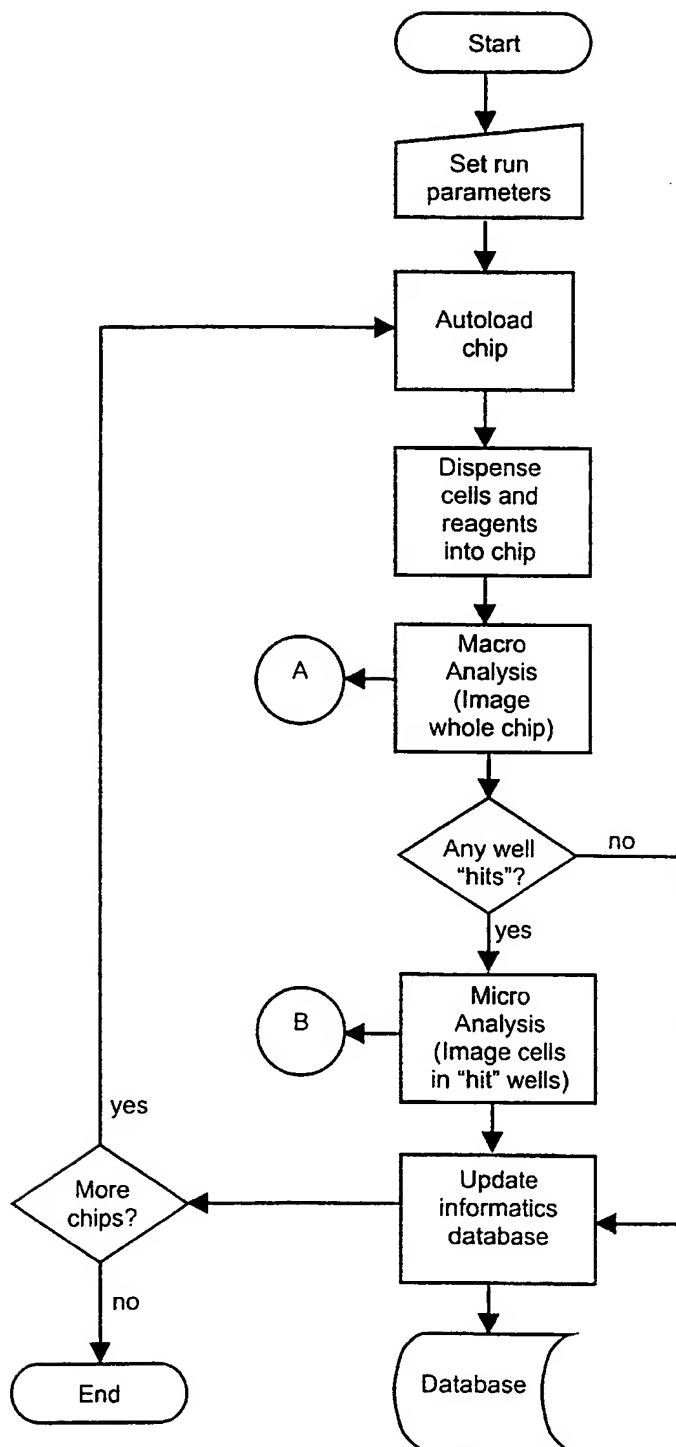 Start
Set run
parameters
Autoload
chip
Dispense
cells and
reagents
into chip
Macro
Analysis
(Image
whole chip)
A
Any well
“hits”?
no
yes
Micro
Analysis
(Image cells
in “hit” wells)
B
Update
informatics
database
yes
More
chips?
no
End
Database